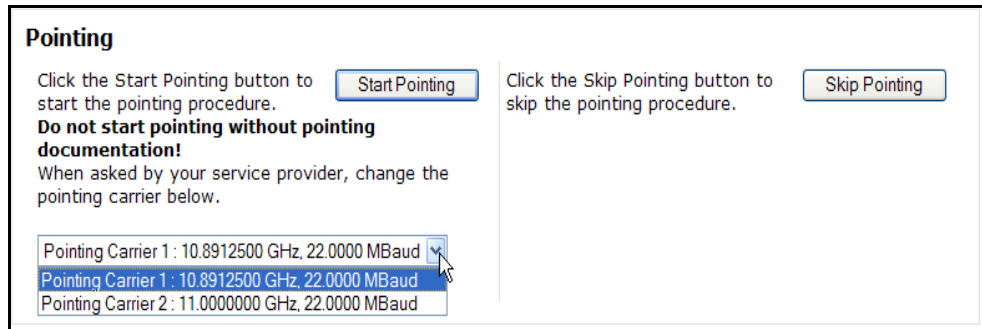 Pointing
Click the Start Pointing button to
start the pointing procedure.
Start Pointing
Do not start pointing without pointing
documentation!
When asked by your service provider, change the
pointing carrier below.
Pointing Carrier 1 : 10.8912500 GHz, 22.0000 MBaud
Pointing Carrier 1 : 10.8912500 GHz, 22.0000 MBaud
Pointing Carrier 2 : 11.0000000 GHz, 22.0000 MBaud
Click the Skip Pointing button to
skip the pointing procedure.
Skip Pointing